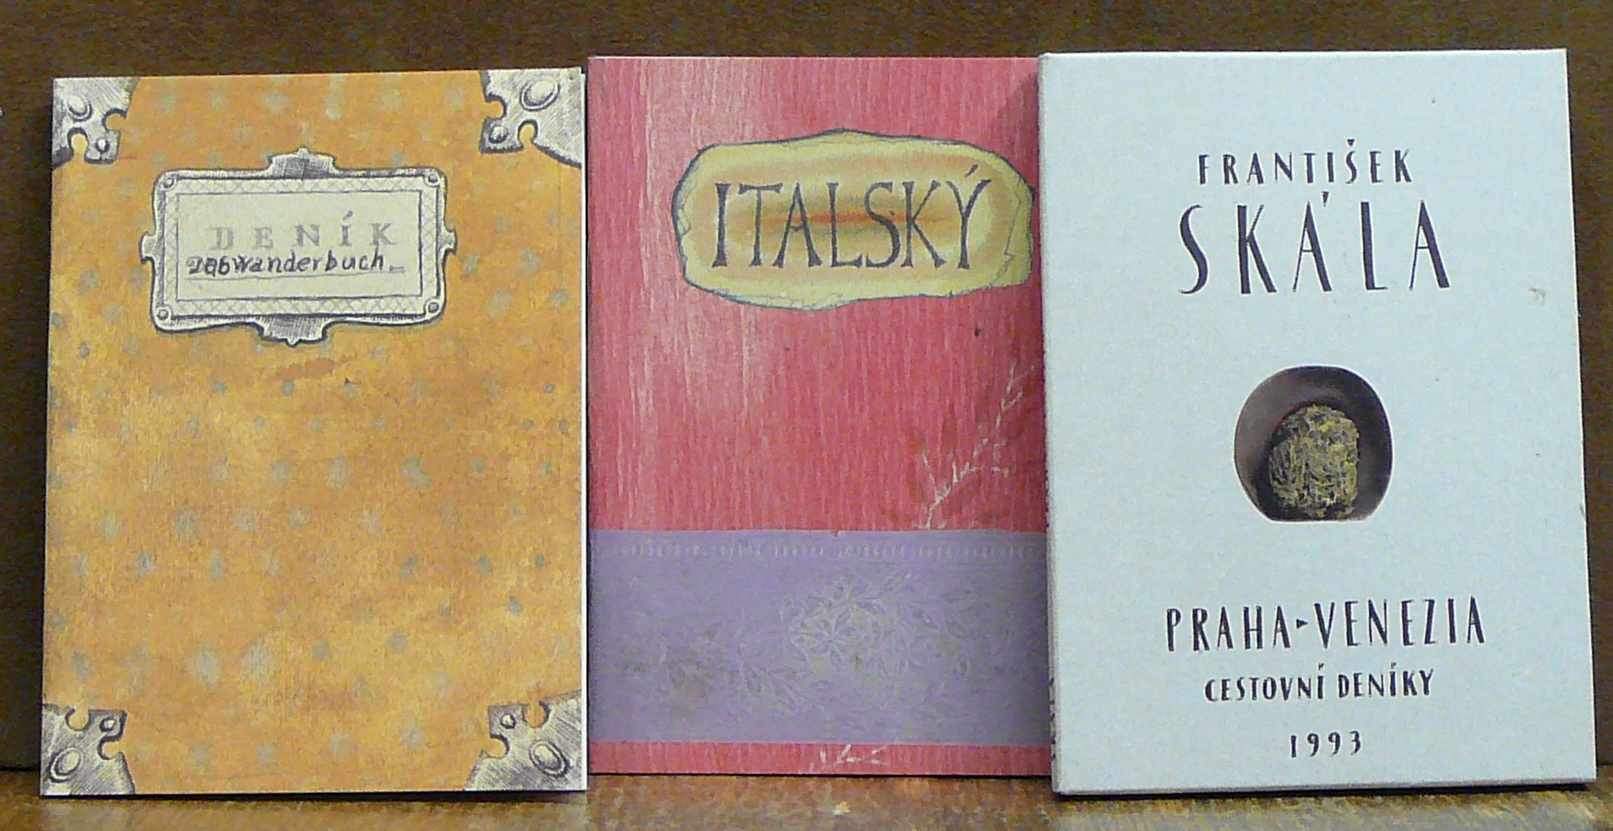 DENÍK
Das Wanderbuch
ITALSKÝ
FRANTIŠEK
SKÁLA
PRAHA-VENEZIA
CESTOVNÍ DENÍKY
1993